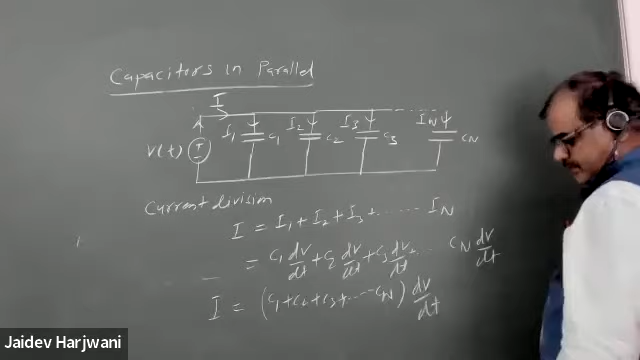 Capacitors in Parallel
I
I1 C1 I2 C2 I3 C3 IN CN
V(t) I
Current division
I = I1 + I2 + I3 + ...... IN
= C1 dv/dt + C2 dv/dt + C3 dv/dt .. CN dv/dt
I = (C1 + C2 + C3 + .... CN) dv/dt
Jaidev Harjwani